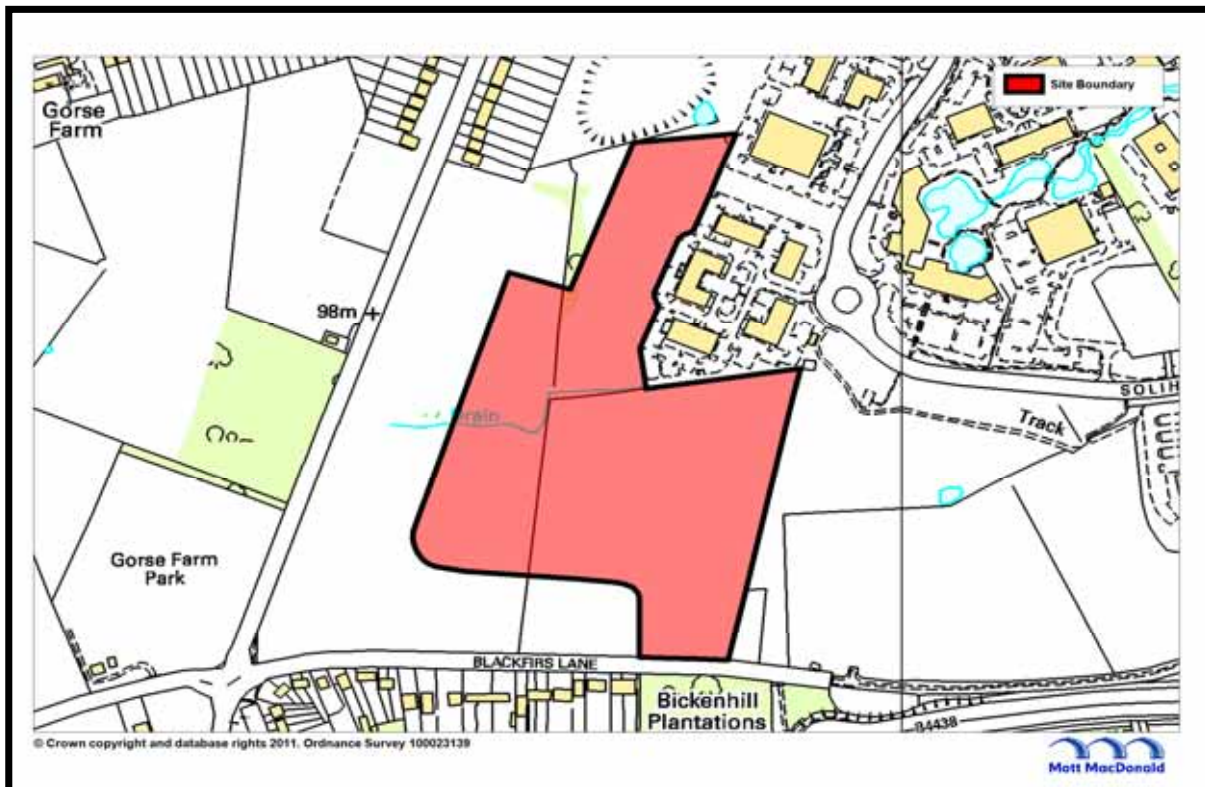 Site Boundary
Gorse
Farm
98m
SOLIH
Drain
Track
Gorse Farm
Park
BLACKFIRS LANE
Bickenhill
Plantations
B4438
© Crown copyright and database rights 2011. Ordnance Survey 100023139
Mott MacDonald